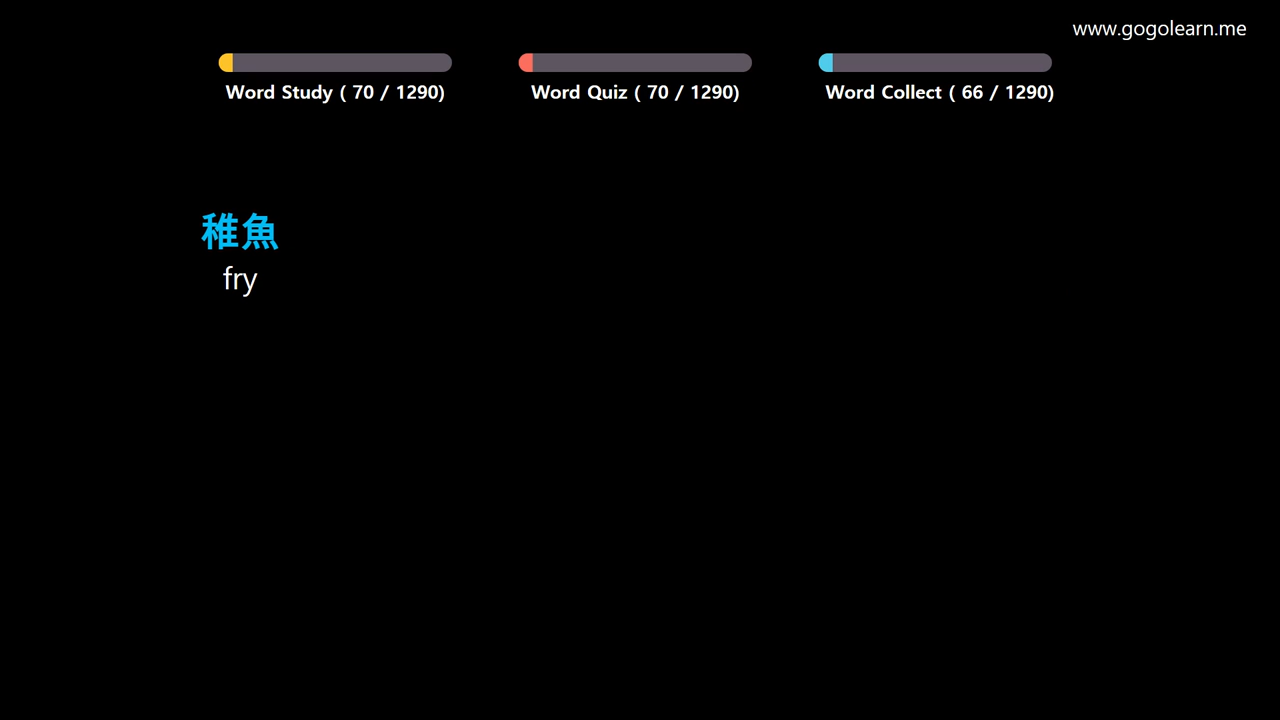 www.gogolearn.me
Word Study ( 70 / 1290)
Word Quiz ( 70 / 1290)
Word Collect ( 66 / 1290)
稚魚
fry